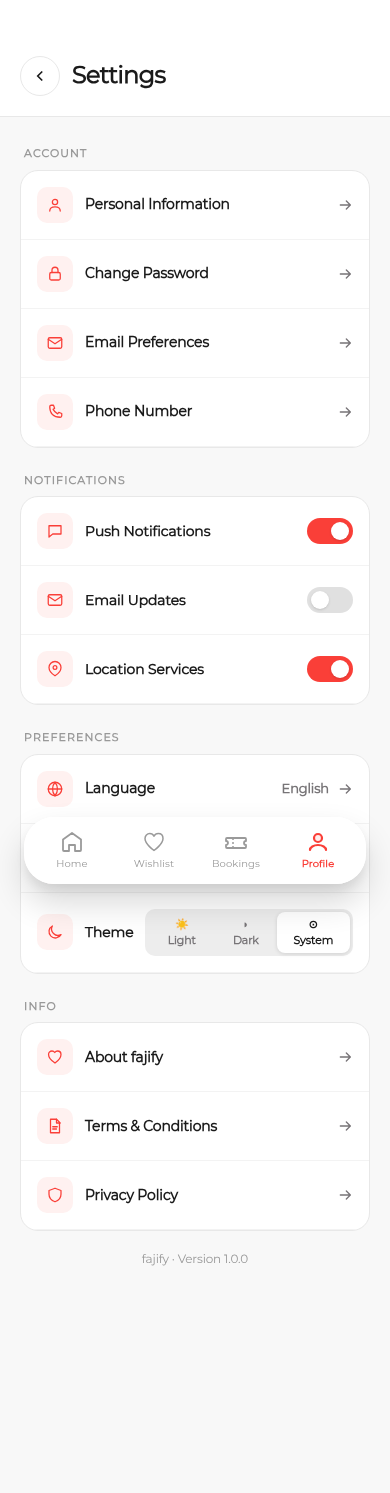 Settings
ACCOUNT
Personal Information
Change Password
Email Preferences
Phone Number
NOTIFICATIONS
Push Notifications
Email Updates
Location Services
PREFERENCES
Language English
Home Wishlist Bookings Profile
Theme Light Dark System
INFO
About fajify
Terms & Conditions
Privacy Policy
fajify · Version 1.0.0